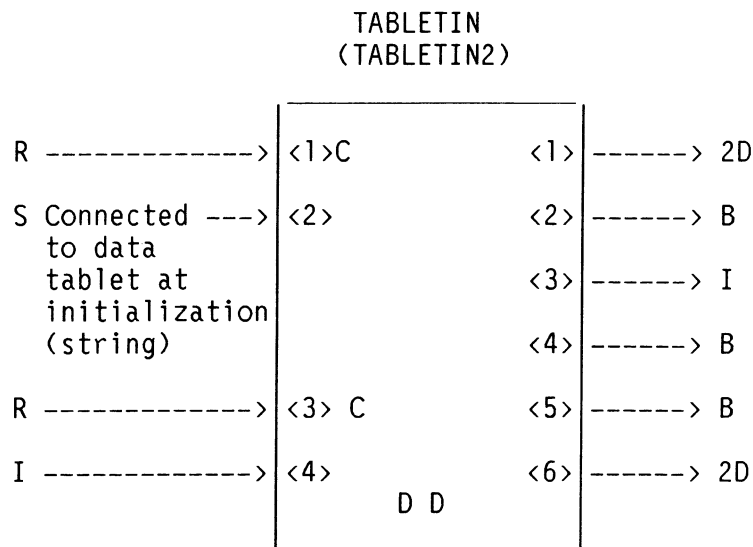 TABLETIN
(TABLETIN2)
R -------------> <1>C <1> ------> 2D
S Connected ---> <2> <2> ------> B
to data
tablet at <3> ------> I
initialization
(string) <4> ------> B
R -------------> <3> C <5> ------> B
I -------------> <4> <6> ------> 2D
D D